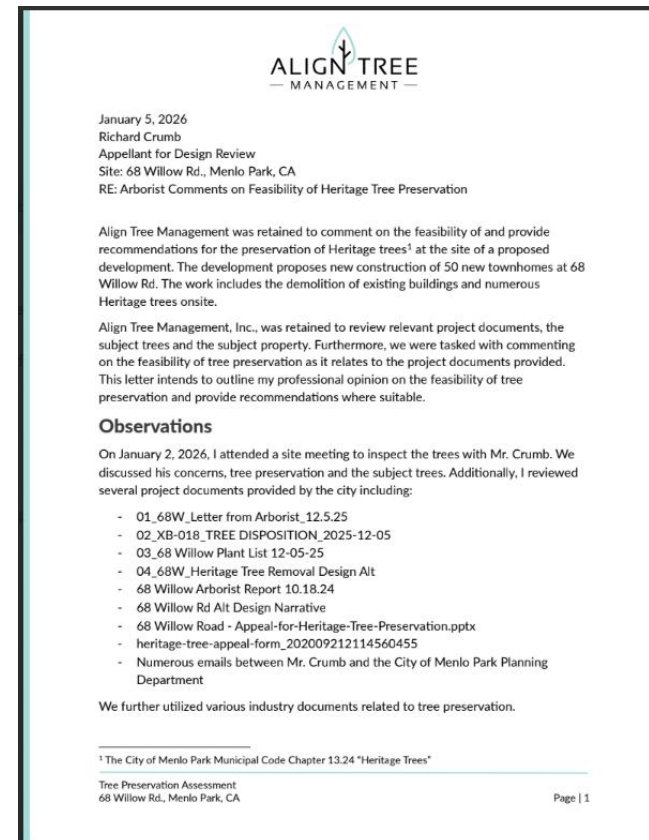 ALIGN TREE
— MANAGEMENT —
January 5, 2026
Richard Crumb
Appellant for Design Review
Site: 68 Willow Rd., Menlo Park, CA
RE: Arborist Comments on Feasibility of Heritage Tree Preservation
Align Tree Management was retained to comment on the feasibility of and provide
recommendations for the preservation of Heritage trees¹ at the site of a proposed
development. The development proposes new construction of 50 new townhomes at 68
Willow Rd. The work includes the demolition of existing buildings and numerous
Heritage trees onsite.
Align Tree Management, Inc., was retained to review relevant project documents, the
subject trees and the subject property. Furthermore, we were tasked with commenting
on the feasibility of tree preservation as it relates to the project documents provided.
This letter intends to outline my professional opinion on the feasibility of tree
preservation and provide recommendations where suitable.
Observations
On January 2, 2026, I attended a site meeting to inspect the trees with Mr. Crumb. We
discussed his concerns, tree preservation and the subject trees. Additionally, I reviewed
several project documents provided by the city including:
- 01_68W_Letter from Arborist_12.5.25
- 02_XB-018_TREE DISPOSITION_2025-12-05
- 03_68 Willow Plant List 12-05-25
- 04_68W_Heritage Tree Removal Design Alt
- 68 Willow Arborist Report 10.18.24
- 68 Willow Rd Alt Design Narrative
- 68 Willow Road - Appeal-for-Heritage-Tree-Preservation.pptx
- heritage-tree-appeal-form_202009212114560455
- Numerous emails between Mr. Crumb and the City of Menlo Park Planning
Department
We further utilized various industry documents related to tree preservation.
¹ The City of Menlo Park Municipal Code Chapter 13.24 "Heritage Trees"
Tree Preservation Assessment
68 Willow Rd., Menlo Park, CA
Page | 1